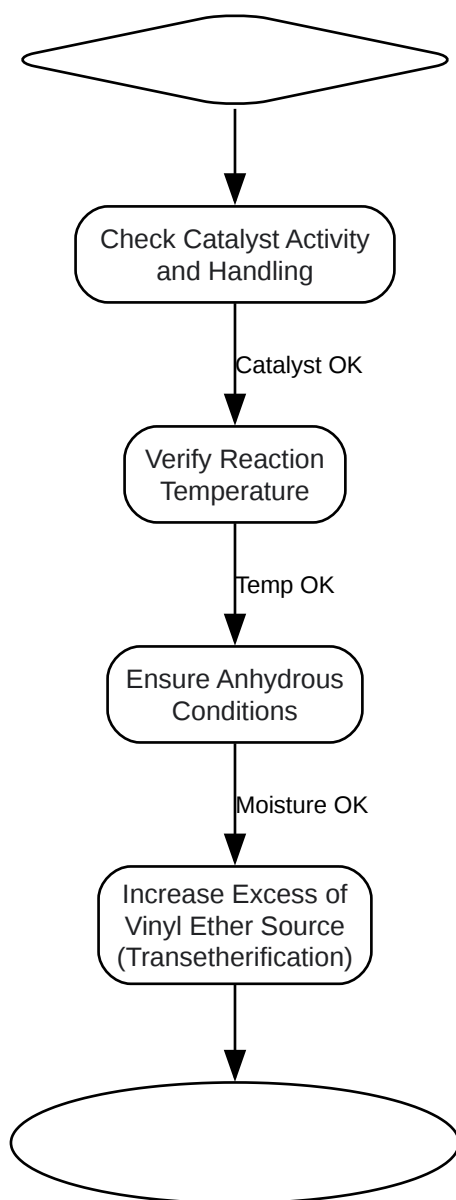 Check Catalyst Activity
and Handling
Catalyst OK
Verify Reaction
Temperature
Temp OK
Ensure Anhydrous
Conditions
Moisture OK
Increase Excess of
Vinyl Ether Source
(Transetherification)